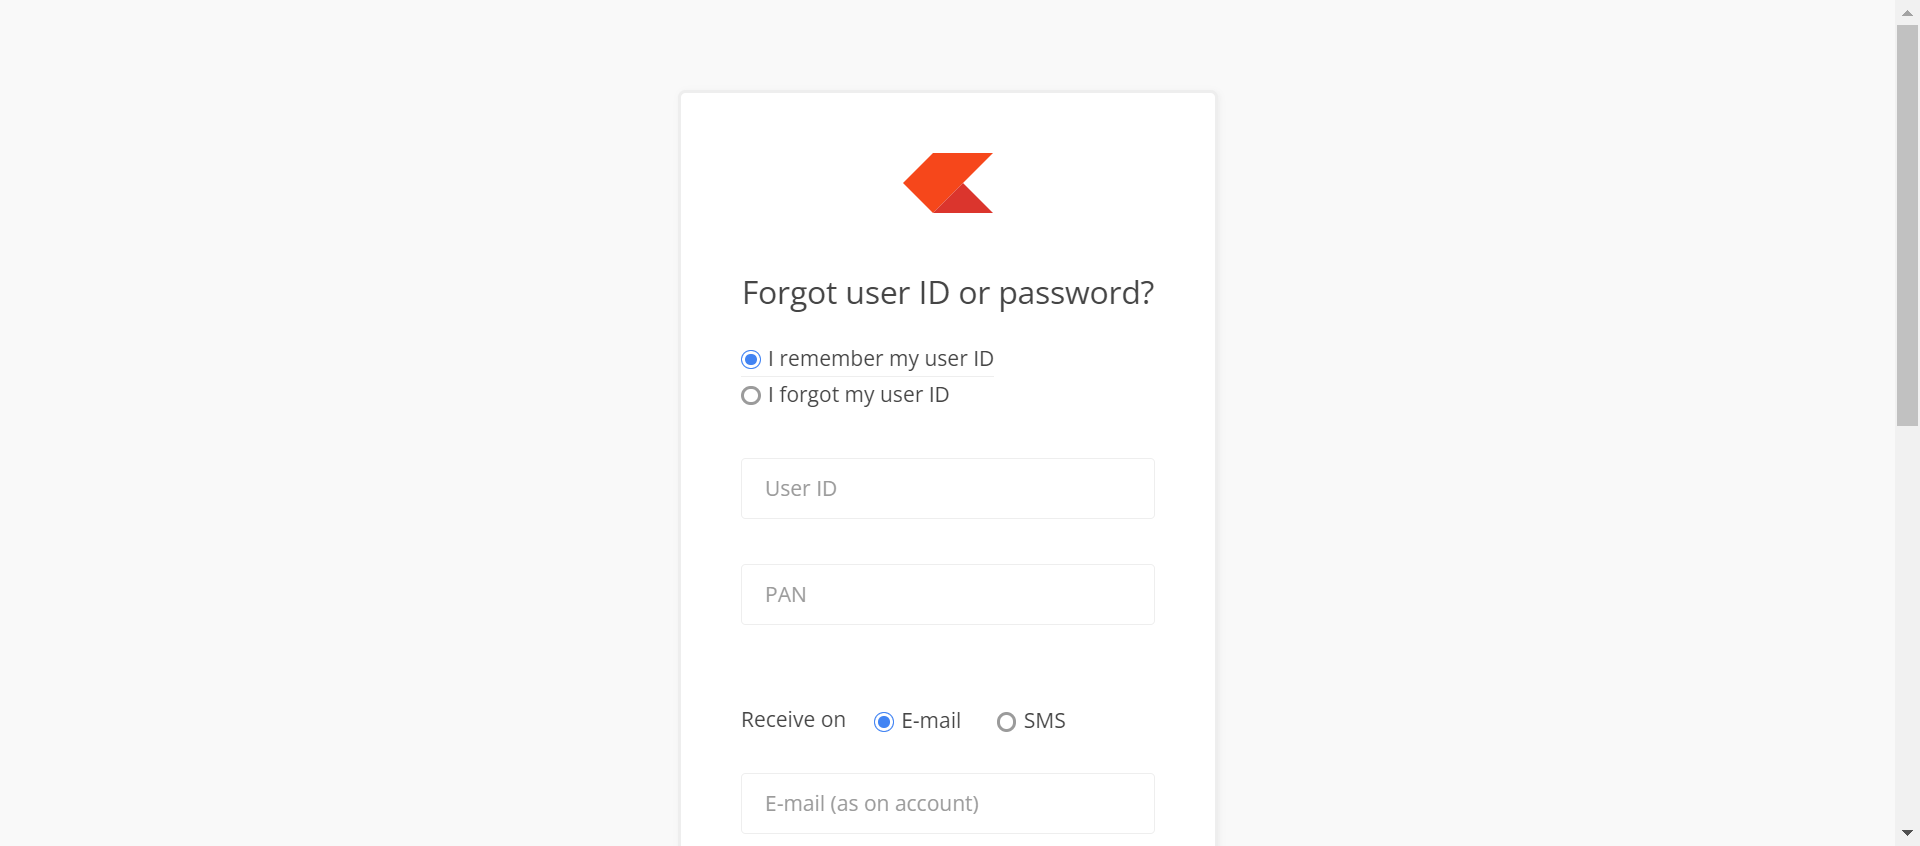 Forgot user ID or password?
I remember my user ID
I forgot my user ID
User ID
PAN
Receive on E-mail SMS
E-mail (as on account)